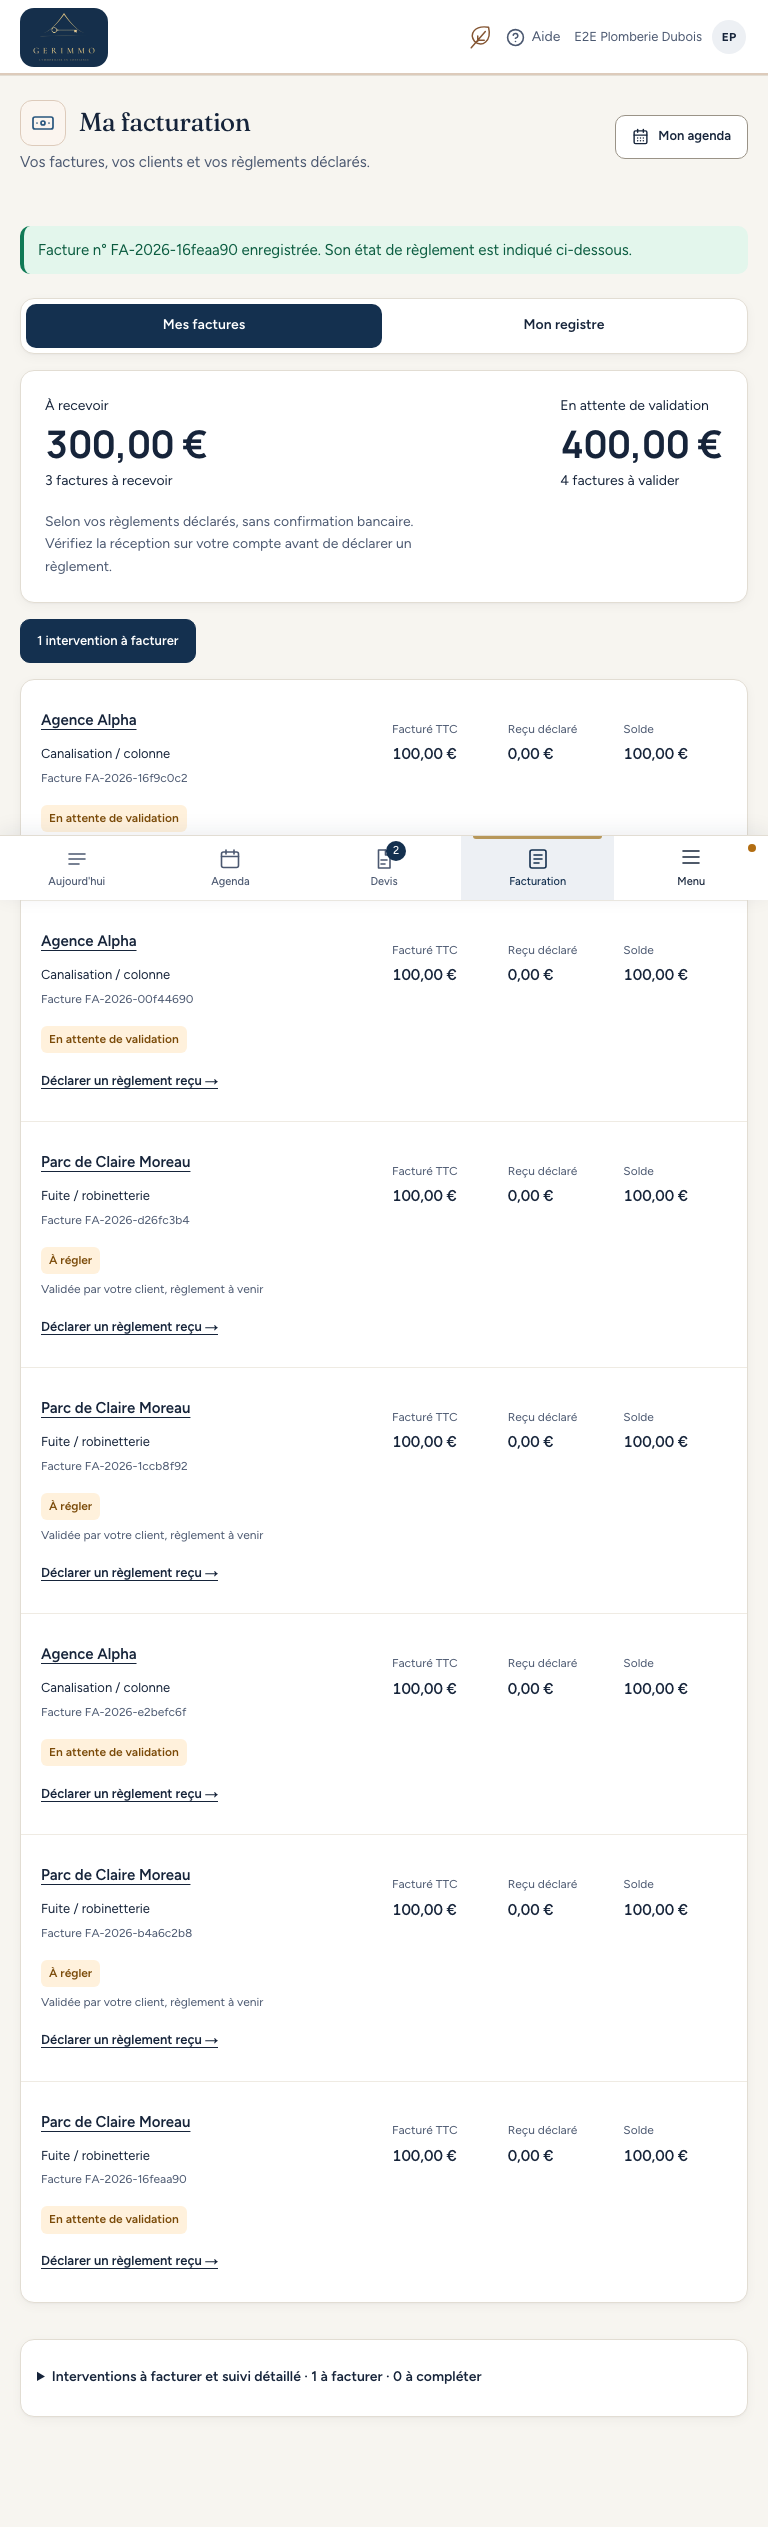 GERIMMO
Aide
E2E Plomberie Dubois
EP
Ma facturation
Vos factures, vos clients et vos règlements déclarés.
Mon agenda
Facture n° FA-2026-16feaa90 enregistrée. Son état de règlement est indiqué ci-dessous.
Mes factures
Mon registre
À recevoir
300,00 €
3 factures à recevoir
En attente de validation
400,00 €
4 factures à valider
Selon vos règlements déclarés, sans confirmation bancaire.
Vérifiez la réception sur votre compte avant de déclarer un
règlement.
1 intervention à facturer
Agence Alpha
Canalisation / colonne
Facture FA-2026-16f9c0c2
En attente de validation
Facturé TTC
100,00 €
Reçu déclaré
0,00 €
Solde
100,00 €
Aujourd'hui
Agenda
2
Devis
Facturation
Menu
Agence Alpha
Canalisation / colonne
Facture FA-2026-00f44690
En attente de validation
Déclarer un règlement reçu →
Facturé TTC
100,00 €
Reçu déclaré
0,00 €
Solde
100,00 €
Parc de Claire Moreau
Fuite / robinetterie
Facture FA-2026-d26fc3b4
À régler
Validée par votre client, règlement à venir
Déclarer un règlement reçu →
Facturé TTC
100,00 €
Reçu déclaré
0,00 €
Solde
100,00 €
Parc de Claire Moreau
Fuite / robinetterie
Facture FA-2026-1ccb8f92
À régler
Validée par votre client, règlement à venir
Déclarer un règlement reçu →
Facturé TTC
100,00 €
Reçu déclaré
0,00 €
Solde
100,00 €
Agence Alpha
Canalisation / colonne
Facture FA-2026-e2befc6f
En attente de validation
Déclarer un règlement reçu →
Facturé TTC
100,00 €
Reçu déclaré
0,00 €
Solde
100,00 €
Parc de Claire Moreau
Fuite / robinetterie
Facture FA-2026-b4a6c2b8
À régler
Validée par votre client, règlement à venir
Déclarer un règlement reçu →
Facturé TTC
100,00 €
Reçu déclaré
0,00 €
Solde
100,00 €
Parc de Claire Moreau
Fuite / robinetterie
Facture FA-2026-16feaa90
En attente de validation
Déclarer un règlement reçu →
Facturé TTC
100,00 €
Reçu déclaré
0,00 €
Solde
100,00 €
Interventions à facturer et suivi détaillé · 1 à facturer · 0 à compléter